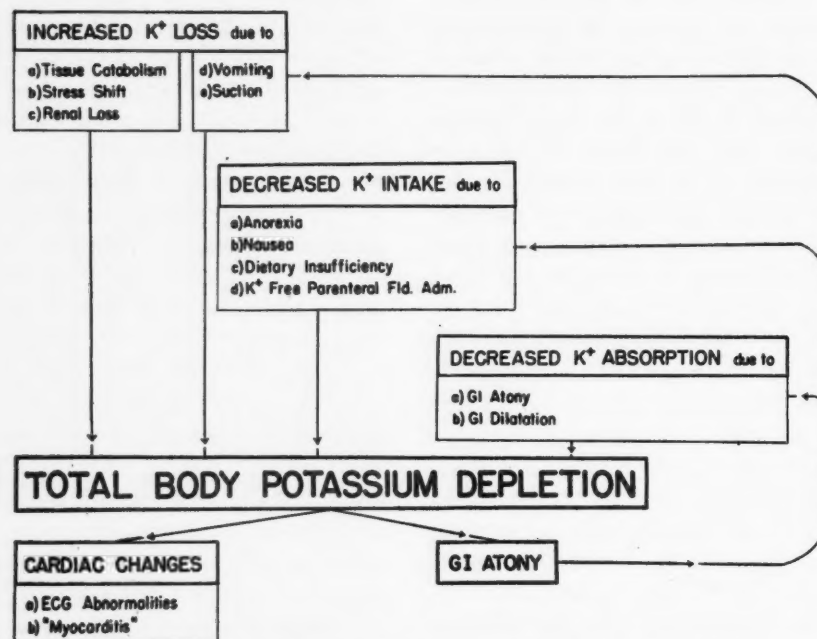 INCREASED K+ LOSS due to
a) Tissue Catabolism
b) Stress Shift
c) Renal Loss
d) Vomiting
e) Suction
DECREASED K+ INTAKE due to
a) Anorexia
b) Nausea
c) Dietary Insufficiency
d) K+ Free Parenteral Fld. Adm.
DECREASED K+ ABSORPTION due to
a) GI Atony
b) GI Dilatation
TOTAL BODY POTASSIUM DEPLETION
CARDIAC CHANGES
a) ECG Abnormalities
b) "Myocarditis"
GI ATONY